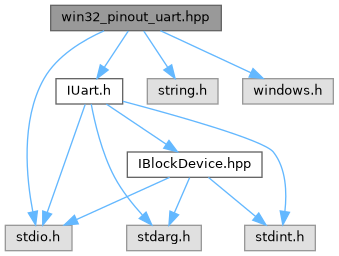 win32_pinout_uart.hpp
IUart.h
string.h
windows.h
IBlockDevice.hpp
stdio.h
stdarg.h
stdint.h